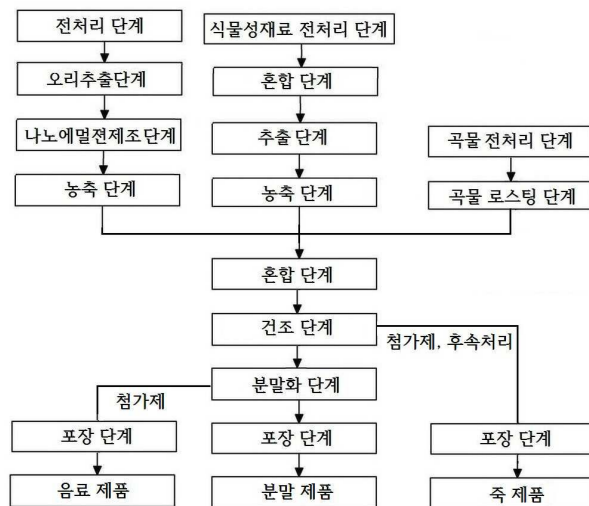 전처리 단계
식물성재료 전처리 단계
오리추출단계
혼합 단계
나노에멀젼제조단계
추출 단계
곡물 전처리 단계
농축 단계
농축 단계
곡물 로스팅 단계
혼합 단계
건조 단계
첨가제, 후속처리
분말화 단계
첨가제
포장 단계
포장 단계
포장 단계
음료 제품
분말 제품
죽 제품